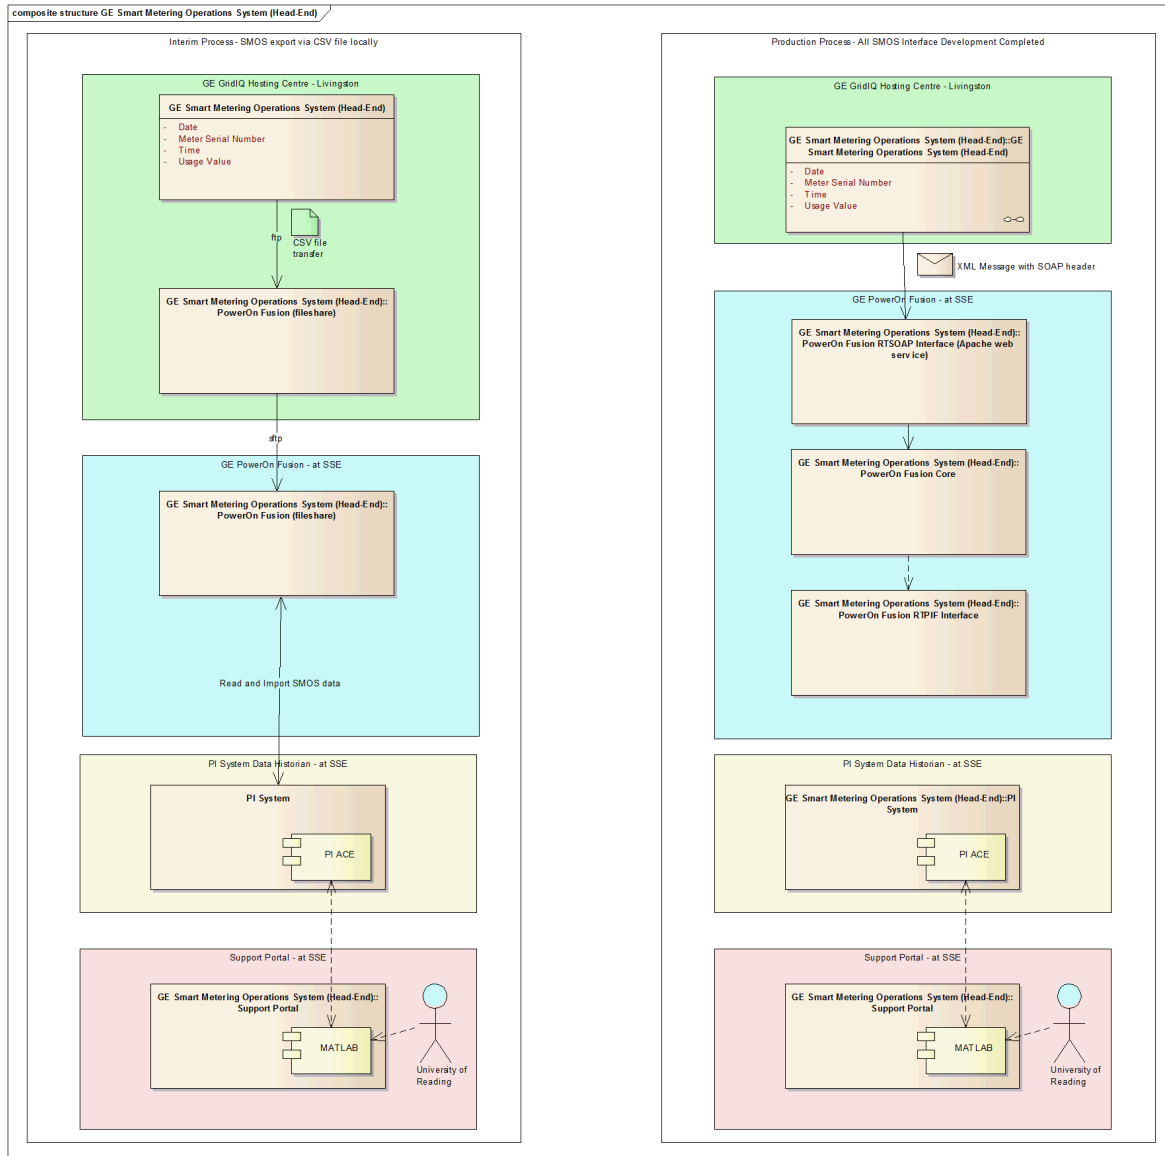 composite structure GE Smart Metering Operations System (Head-End)
Interim Process - SMOS export via CSV file locally
GE GridIQ Hosting Centre - Livingston
GE Smart Metering Operations System (Head-End)
- Date
- Meter Serial Number
- Time
- Usage Value
ftp
CSV file
transfer
GE Smart Metering Operations System (Head-End)::
PowerOn Fusion (fileshare)
sftp
GE PowerOn Fusion - at SSE
GE Smart Metering Operations System (Head-End)::
PowerOn Fusion (fileshare)
Read and Import SMOS data
PI System Data Historian - at SSE
PI System
PI ACE
Support Portal - at SSE
GE Smart Metering Operations System (Head-End)::
Support Portal
MATLAB
University of
Reading
Production Process - All SMOS Interface Development Completed
GE GridIQ Hosting Centre - Livingston
GE Smart Metering Operations System (Head-End)::GE
Smart Metering Operations System (Head-End)
- Date
- Meter Serial Number
- Time
- Usage Value
XML Message with SOAP header
GE PowerOn Fusion - at SSE
GE Smart Metering Operations System (Head-End)::
PowerOn Fusion RTSOAP Interface (Apache web
service)
GE Smart Metering Operations System (Head-End)::
PowerOn Fusion Core
GE Smart Metering Operations System (Head-End)::
PowerOn Fusion RTPIF Interface
PI System Data Historian - at SSE
GE Smart Metering Operations System (Head-End)::PI
System
PI ACE
Support Portal - at SSE
GE Smart Metering Operations System (Head-End)::
Support Portal
MATLAB
University of
Reading